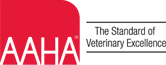 AAHA®
The Standard of
Veterinary Excellence